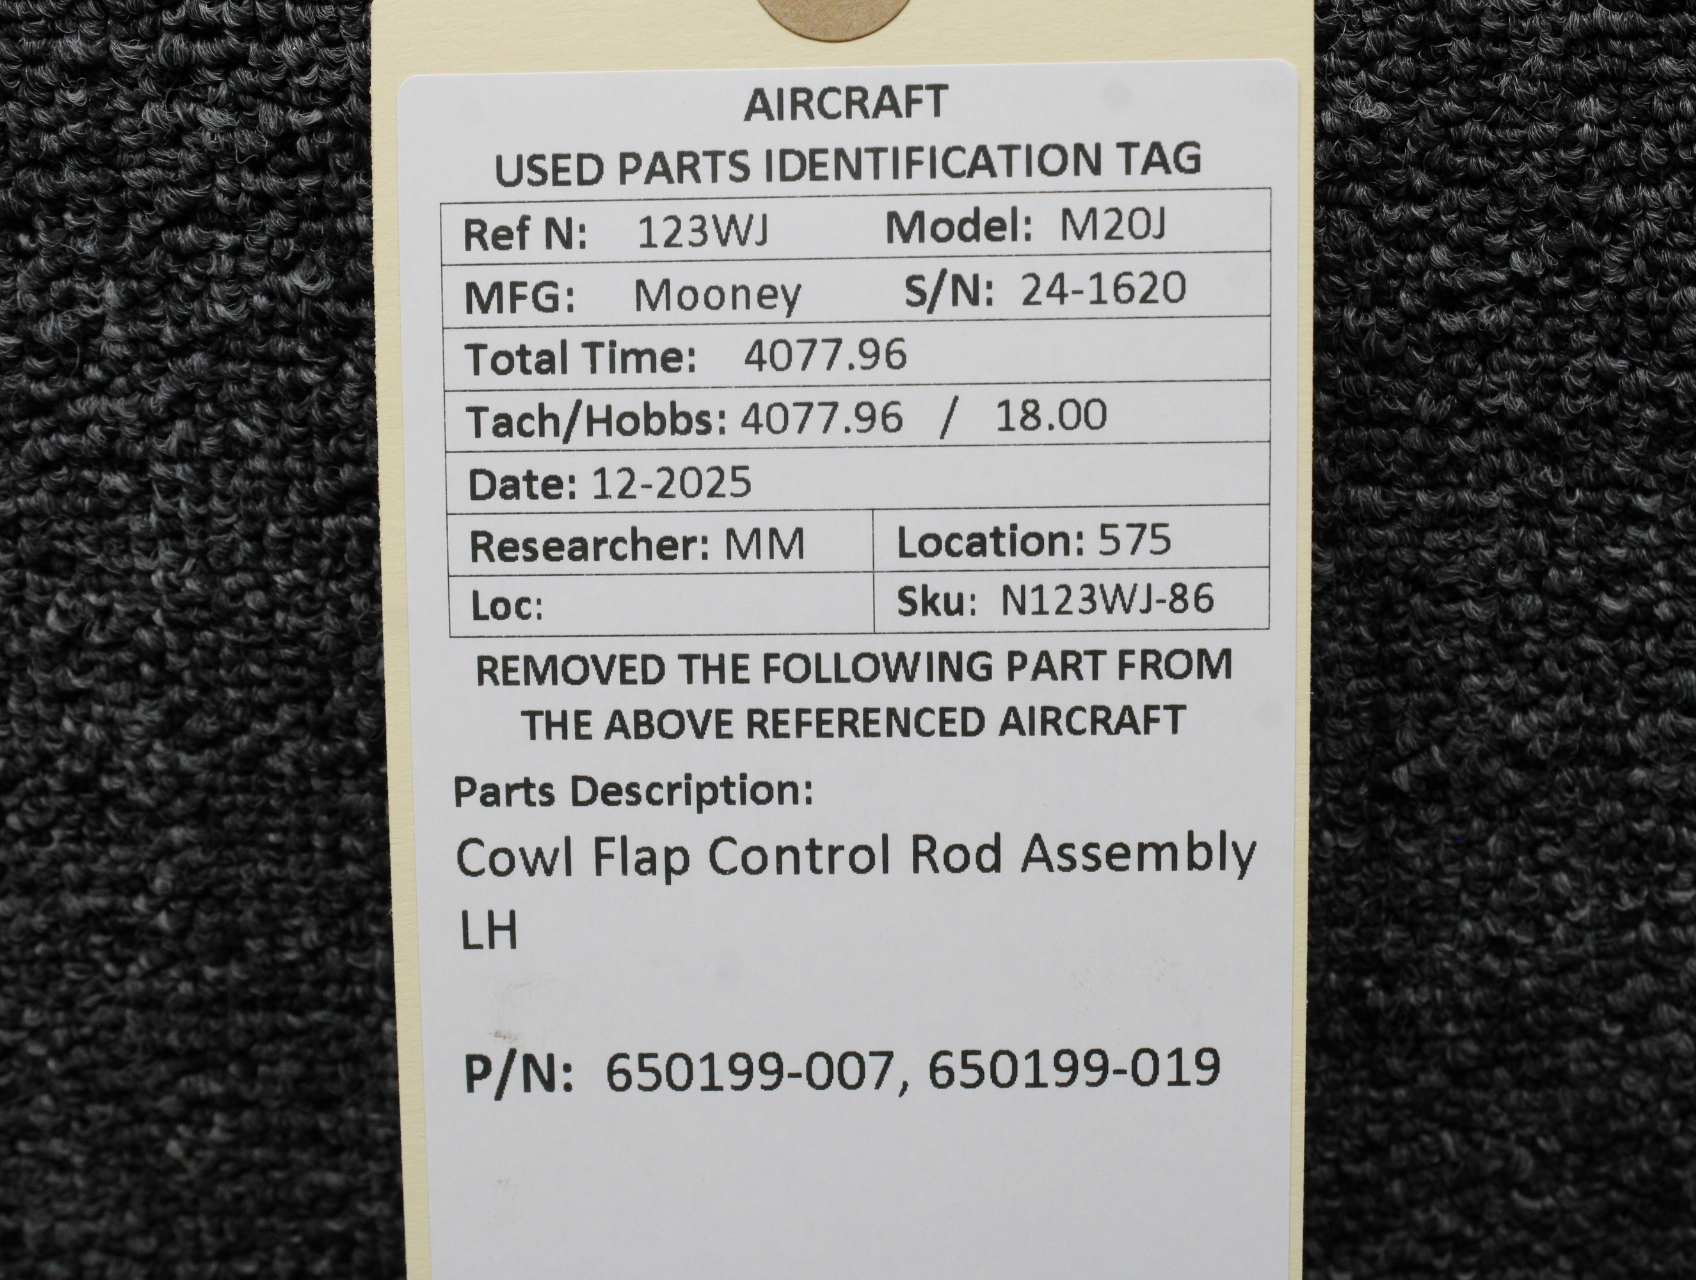 AIRCRAFT
USED PARTS IDENTIFICATION TAG
Ref N: 123WJ Model: M20J
MFG: Mooney S/N: 24-1620
Total Time: 4077.96
Tach/Hobbs: 4077.96 / 18.00
Date: 12-2025
Researcher: MM Location: 575
Loc: Sku: N123WJ-86
REMOVED THE FOLLOWING PART FROM
THE ABOVE REFERENCED AIRCRAFT
Parts Description:
Cowl Flap Control Rod Assembly
LH
P/N: 650199-007, 650199-019